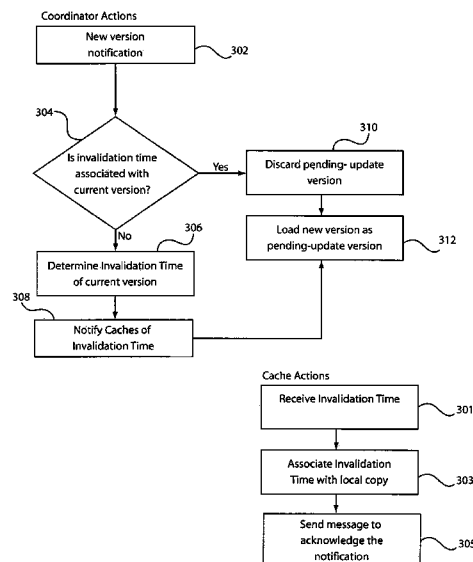 Coordinator Actions
New version
notification
302
304
Is invalidation time
associated with
current version?
Yes
No
310
Discard pending- update
version
306
Load new version as
pending-update version
312
Determine Invalidation Time
of current version
308
Notify Caches of
Invalidation Time
Cache Actions
Receive Invalidation Time
301
Associate Invalidation
Time with local copy
303
Send message to
acknowledge the
notification
305